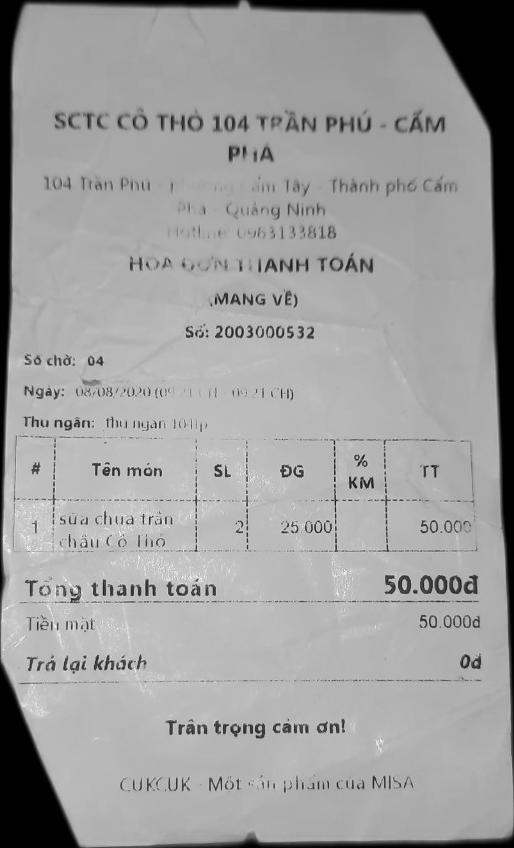 SCTC CÔ THỎ 104 TRẦN PHÚ - CẨM
PHẢ
104 Trần Phú - phường Cẩm Tây - Thành phố Cẩm
Phả - Quảng Ninh
Hotline: 0963133818
HOÁ ĐƠN THANH TOÁN
(MANG VỀ)
Số: 2003000532
Số chờ: 04
Ngày: 08/08/2020 (09:21 CH - 09:21 CH)
Thu ngân: thu ngân 104tp
# Tên món SL ĐG % KM TT
1 sữa chua trân 2 25.000 50.000
châu Cô Thỏ
Tổng thanh toán 50.000đ
Tiền mặt 50.000đ
Trả lại khách 0đ
Trân trọng cảm ơn!
CUKCUK - Một sản phẩm của MISA